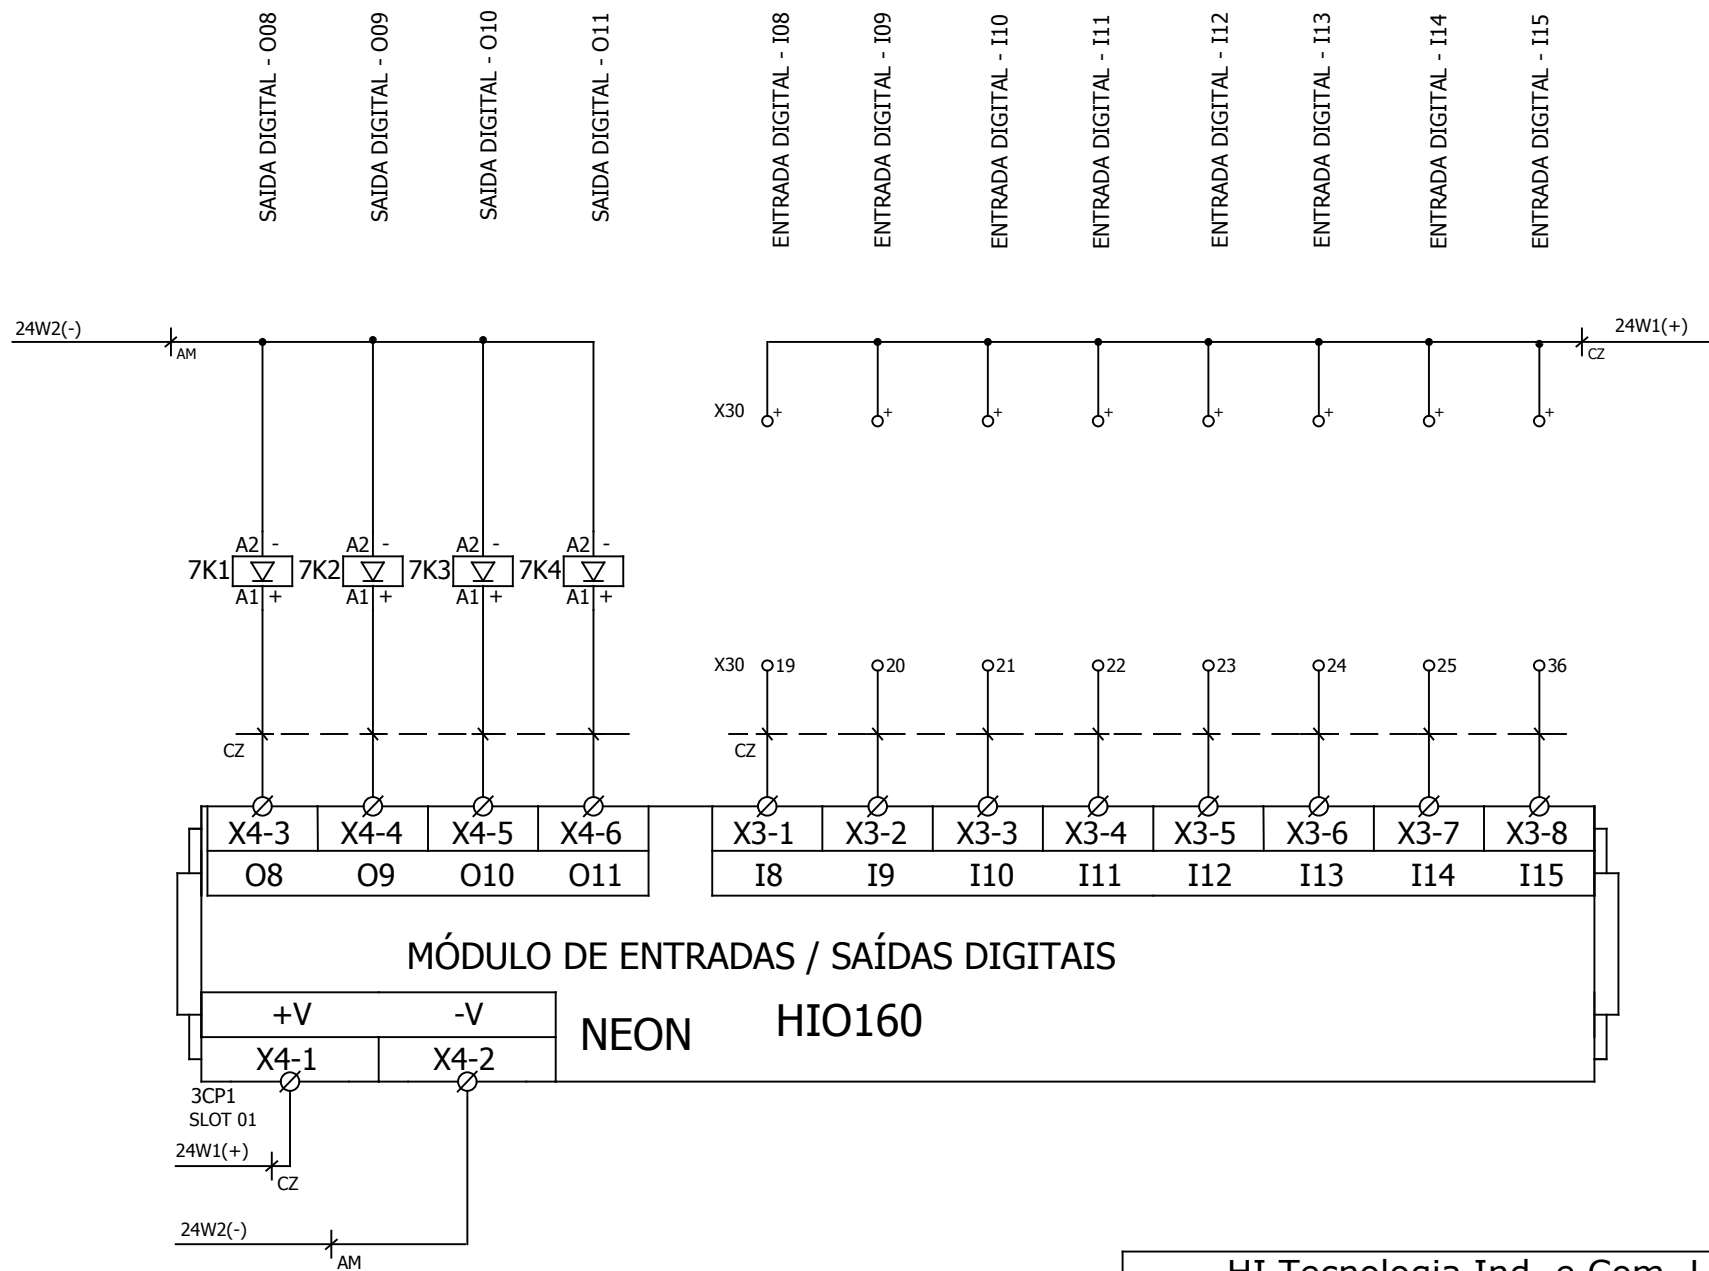 SAIDA DIGITAL - O08
SAIDA DIGITAL - O09
SAIDA DIGITAL - O10
SAIDA DIGITAL - O11
ENTRADA DIGITAL - I08
ENTRADA DIGITAL - I09
ENTRADA DIGITAL - I10
ENTRADA DIGITAL - I11
ENTRADA DIGITAL - I12
ENTRADA DIGITAL - I13
ENTRADA DIGITAL - I14
ENTRADA DIGITAL - I15
24W2(-)
AM
24W1(+)
CZ
X30 + + + + + + + +
A2 - A2 - A2 - A2 -
7K1 7K2 7K3 7K4
A1 + A1 + A1 + A1 +
X30 19 20 21 22 23 24 25 36
CZ CZ
X4-3 X4-4 X4-5 X4-6 X3-1 X3-2 X3-3 X3-4 X3-5 X3-6 X3-7 X3-8
O8 O9 O10 O11 I8 I9 I10 I11 I12 I13 I14 I15
MÓDULO DE ENTRADAS / SAÍDAS DIGITAIS
+V -V
NEON HIO160
X4-1 X4-2
3CP1
SLOT 01
24W1(+)
CZ
24W2(-)
AM
HI Tecnologia Ind. e Com.